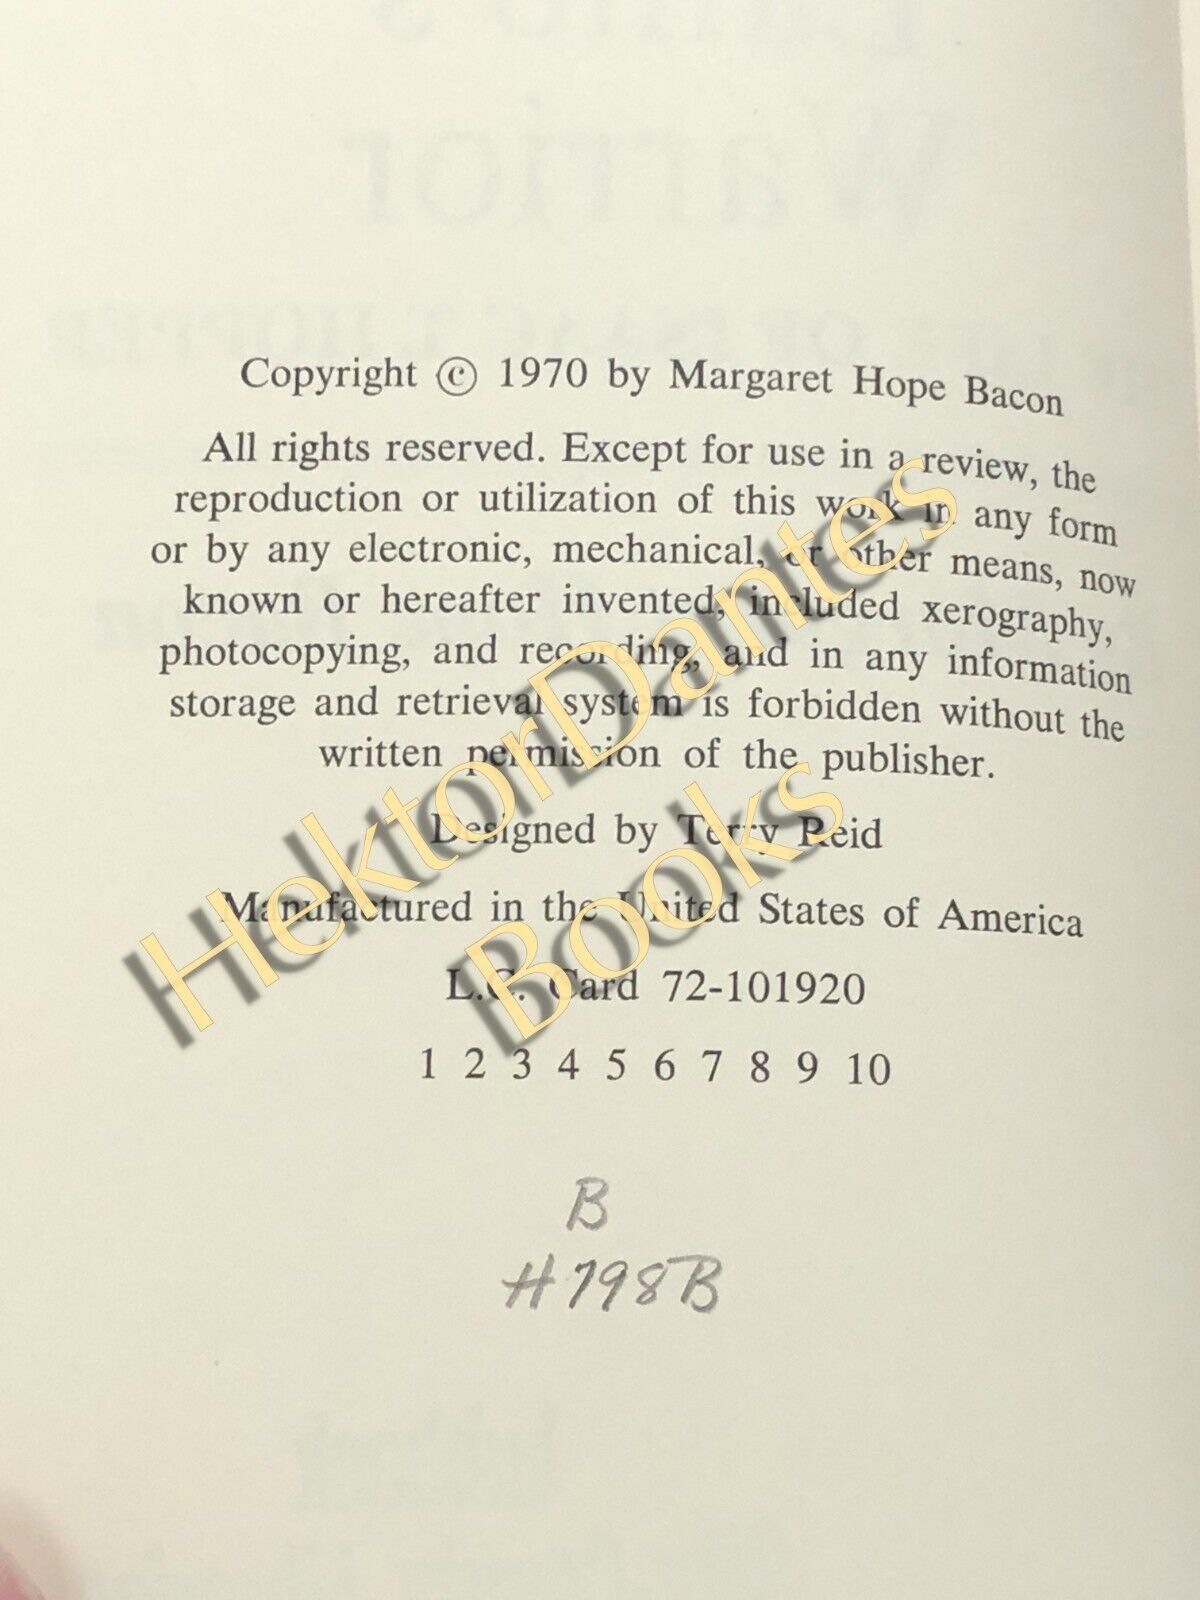 Copyright © 1970 by Margaret Hope Bacon
All rights reserved. Except for use in a review, the
reproduction or utilization of this work in any form
or by any electronic, mechanical, or other means, now
known or hereafter invented, included xerography,
photocopying, and recording, and in any information
storage and retrieval system is forbidden without the
written permission of the publisher.
Designed by Terry Reid
Manufactured in the United States of America
L.C. Card 72-101920
1 2 3 4 5 6 7 8 9 10
B
H798B
HektorDantes
Books